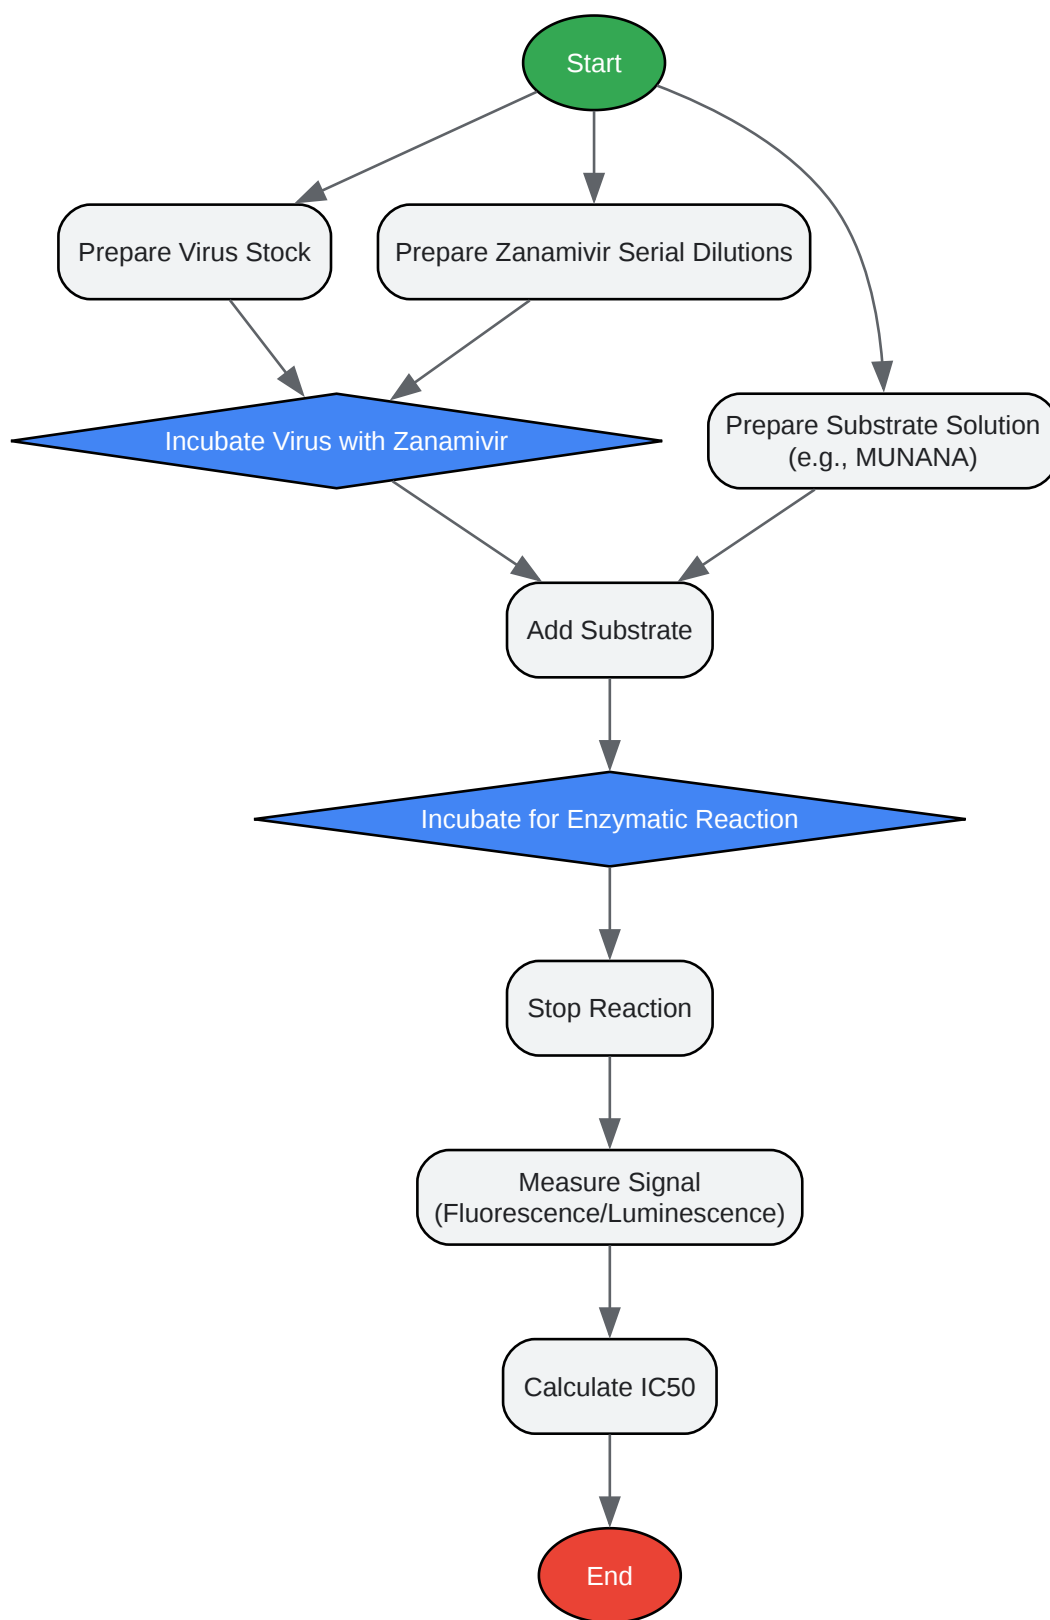 Start
Prepare Virus Stock
Prepare Zanamivir Serial Dilutions
Incubate Virus with Zanamivir
Prepare Substrate Solution
(e.g., MUNANA)
Add Substrate
Incubate for Enzymatic Reaction
Stop Reaction
Measure Signal
(Fluorescence/Luminescence)
Calculate IC50
End